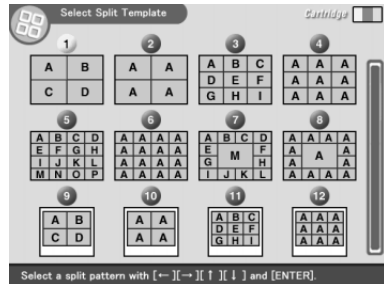 Select Split Template
Cartridge
1
A B
C D
2
A A
A A
3
A B C
D E F
G H I
4
A A A
A A A
A A A
5
A B C D
E F G H
I J K L
M N O P
6
A A A A
A A A A
A A A A
A A A A
7
A B C D
E F
M
G H
I J K L
8
A A A A
A A
A
A A
A A A A
9
A B
C D
10
A A
A A
11
A B C
D E F
G H I
12
A A A
A A A
A A A
Select a split pattern with [←][→][↑][↓] and [ENTER].